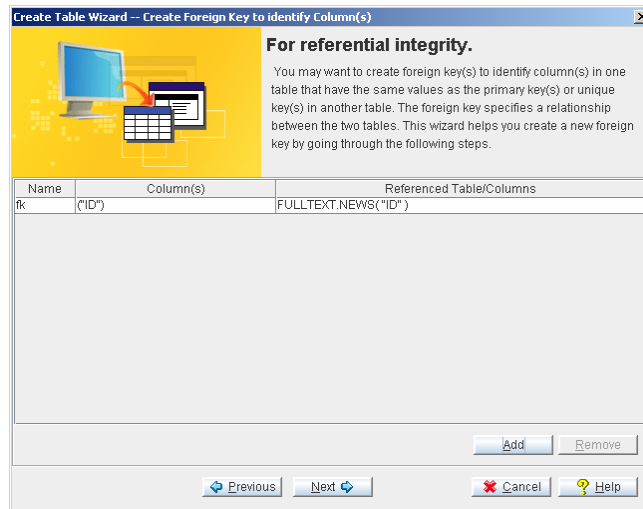 Create Table Wizard -- Create Foreign Key to identify Column(s)
For referential integrity.
You may want to create foreign key(s) to identify column(s) in one
table that have the same values as the primary key(s) or unique
key(s) in another table. The foreign key specifies a relationship
between the two tables. This wizard helps you create a new foreign
key by going through the following steps.
Name Column(s) Referenced Table/Columns
fk ("ID") FULLTEXT.NEWS( "ID" )
Add Remove
Previous Next Cancel Help